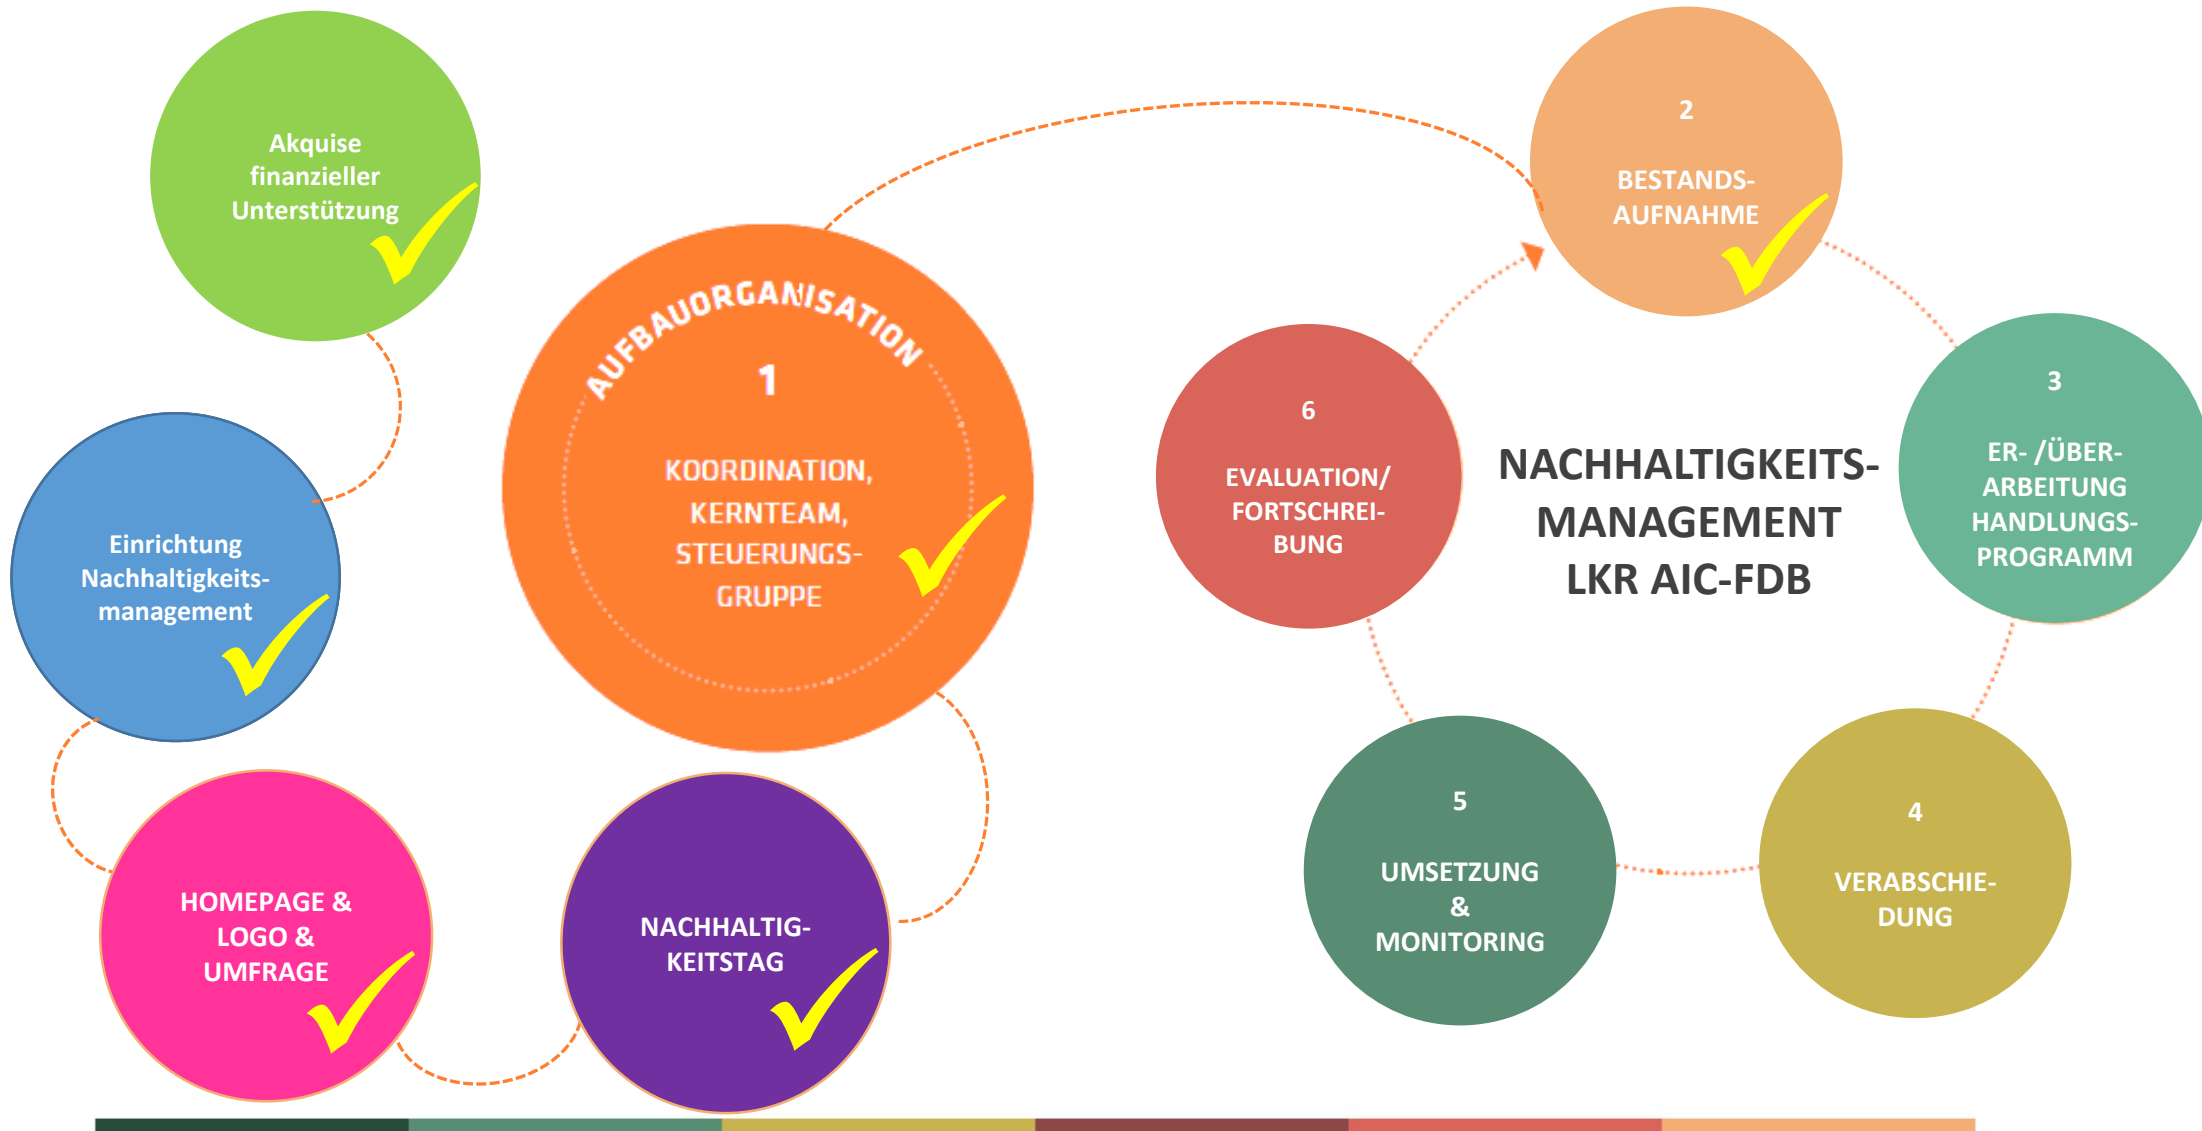 Akquise
finanzieller
Unterstützung
Einrichtung
Nachhaltigkeits-
management
HOMEPAGE &
LOGO &
UMFRAGE
NACHHALTIG-
KEITSTAG
AUFBAUORGANISATION
1
KOORDINATION,
KERNTEAM,
STEUERUNGS-
GRUPPE
2
BESTANDS-
AUFNAHME
3
ER- /ÜBER-
ARBEITUNG
HANDLUNGS-
PROGRAMM
4
VERABSCHIE-
DUNG
5
UMSETZUNG
&
MONITORING
6
EVALUATION/
FORTSCHREI-
BUNG
NACHHALTIGKEITS-
MANAGEMENT
LKR AIC-FDB